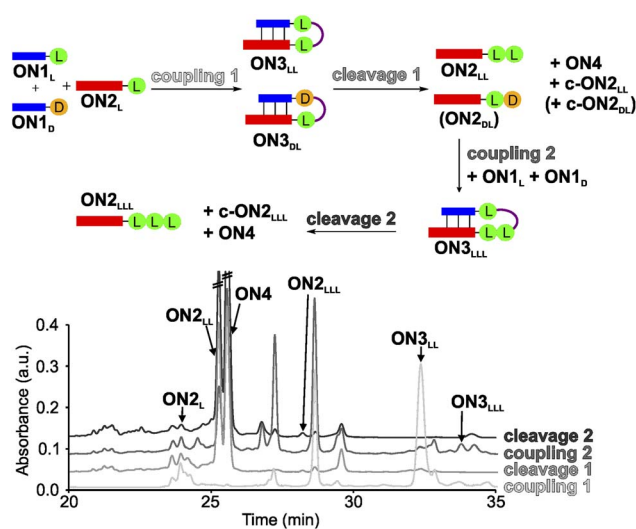 ON1L
+
ON1D
+
ON2L
coupling 1
ON3LL
ON3DL
cleavage 1
ON2LL
(ON2DL)
+ ON4
+ c-ON2LL
(+ c-ON2DL)
coupling 2
+ ON1L + ON1D
ON3LLL
cleavage 2
ON2LLL
+ c-ON2LLL
+ ON4
L
D
L
L
L
D
L
L
L
L
D
L
L
L
L
L
L
Absorbance (a.u.)
0.4
0.3
0.2
0.1
0.0
ON2L
ON2LL
ON4
ON2LLL
ON3LL
ON3LLL
cleavage 2
coupling 2
cleavage 1
coupling 1
20
25
30
35
Time (min)